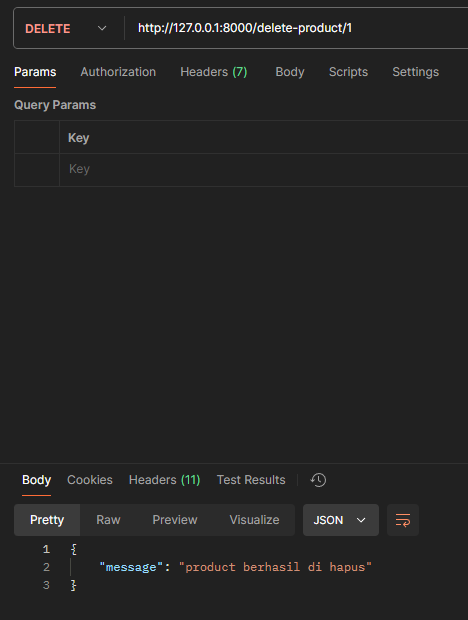 DELETE http://127.0.0.1:8000/delete-product/1
Params Authorization Headers (7) Body Scripts Settings
Query Params
Key
Key
Body Cookies Headers (11) Test Results
Pretty Raw Preview Visualize JSON
1 {
2 "message": "product berhasil di hapus"
3 }